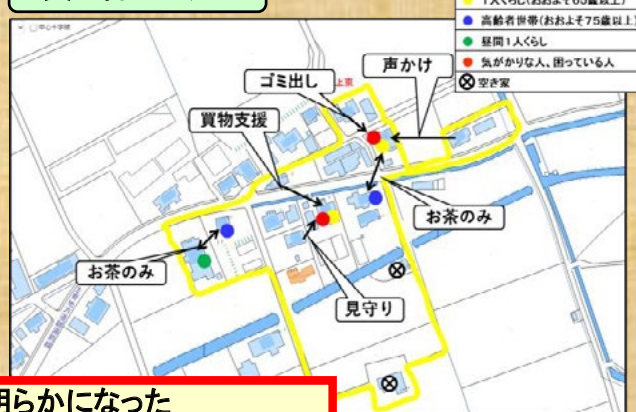 1人くらし(おおよそ65歳以上)
高齢者世帯(おおよそ75歳以上)
昼間1人くらし
気がかりな人、困っている人
空き家
声かけ
ゴミ出し
買物支援
お茶のみ
お茶のみ
見守り
明らかになった